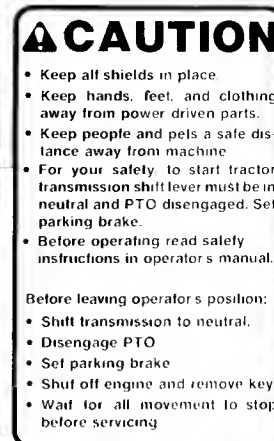 CAUTION
• Keep all shields in place
• Keep hands, feet, and clothing
away from power driven parts.
• Keep people and pets a safe dis-
tance away from machine
• For your safety, to start tractor
transmission shift lever must be in
neutral and PTO disengaged. Set
parking brake.
• Before operating read safety
instructions in operator s manual.
Before leaving operator s position:
• Shift transmission to neutral.
• Disengage PTO
• Set parking brake
• Shut off engine and remove key
• Wait for all movement to stop
before servicing